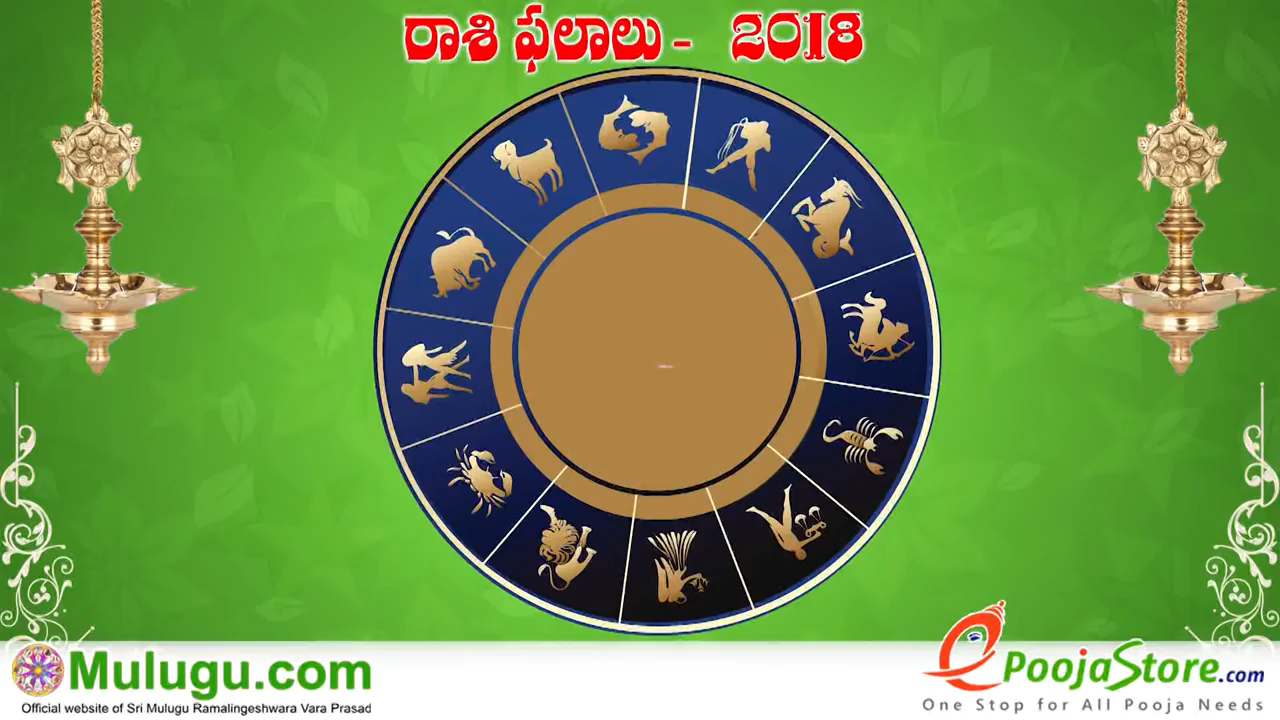 రాశి ఫలాలు - 2018
Mulugu.com
Official website of Sri Mulugu Ramalingeshwara Vara Prasad
ePoojaStore.com
One Stop for All Pooja Needs